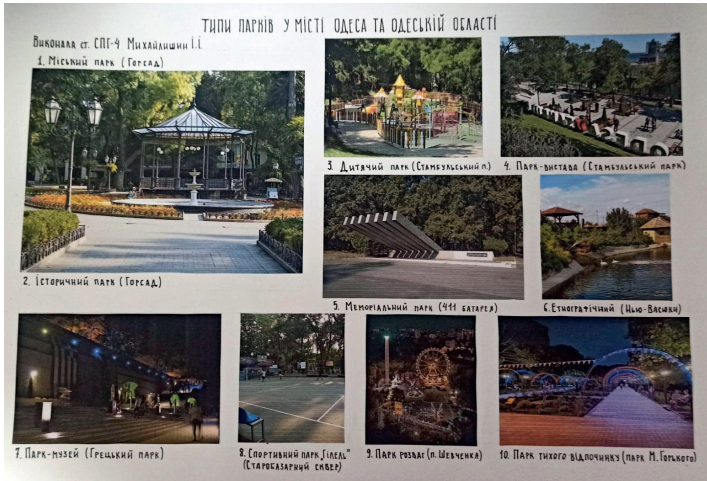 ТИПИ ПАРКІВ У МІСТІ ОДЕСА ТА ОДЕСЬКІЙ ОБЛАСТІ
Виконала ст. СПГ-4 Михайлишин І.І.
1. Міський парк (Горсад)
2. Історичний парк (Горсад)
3. Дитячий парк (Стамбульський п.)
4. Парк-вистава (Стамбульський парк)
5. Меморіальний парк (411 батарея)
6. Етнографічний (Нью-Васюки)
7. Парк-музей (Грецький парк)
8. Спортивний парк „Гілель"
(Старобазарний сквер)
9. Парк розваг (п. Шевченка)
10. Парк тихого відпочинку (парк М. Горького)